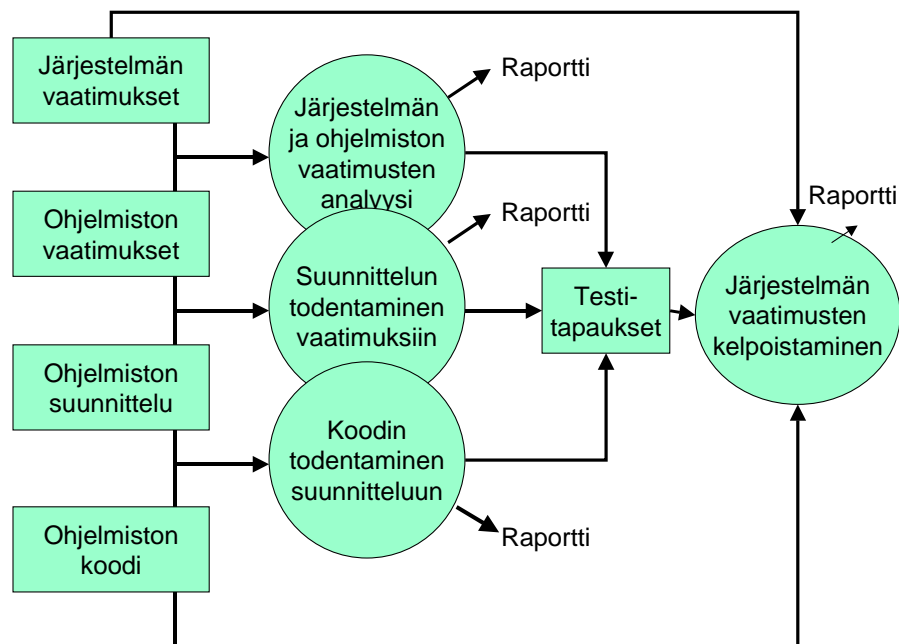 Järjestelmän
vaatimukset
Ohjelmiston
vaatimukset
Ohjelmiston
suunnittelu
Ohjelmiston
koodi
Järjestelmän
ja ohjelmiston
vaatimusten
analyysi
Raportti
Suunnittelun
todentaminen
vaatimuksiin
Raportti
Koodin
todentaminen
suunnitteluun
Raportti
Testi-
tapaukset
Raportti
Järjestelmän
vaatimusten
kelpoistaminen